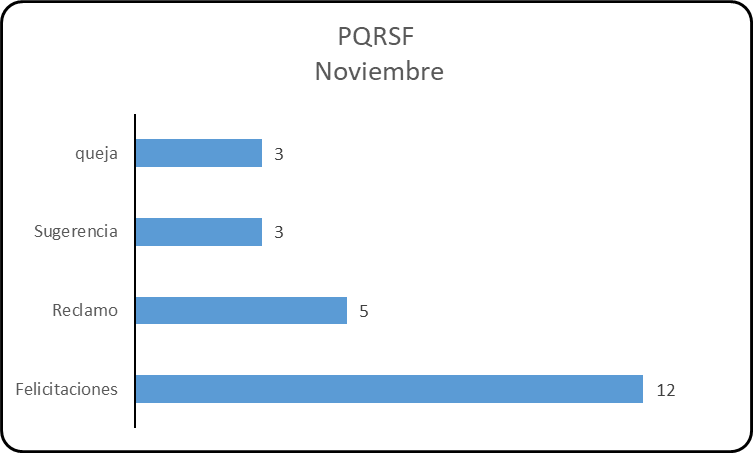 PQRSF
Noviembre
queja 3
Sugerencia 3
Reclamo 5
Felicitaciones 12